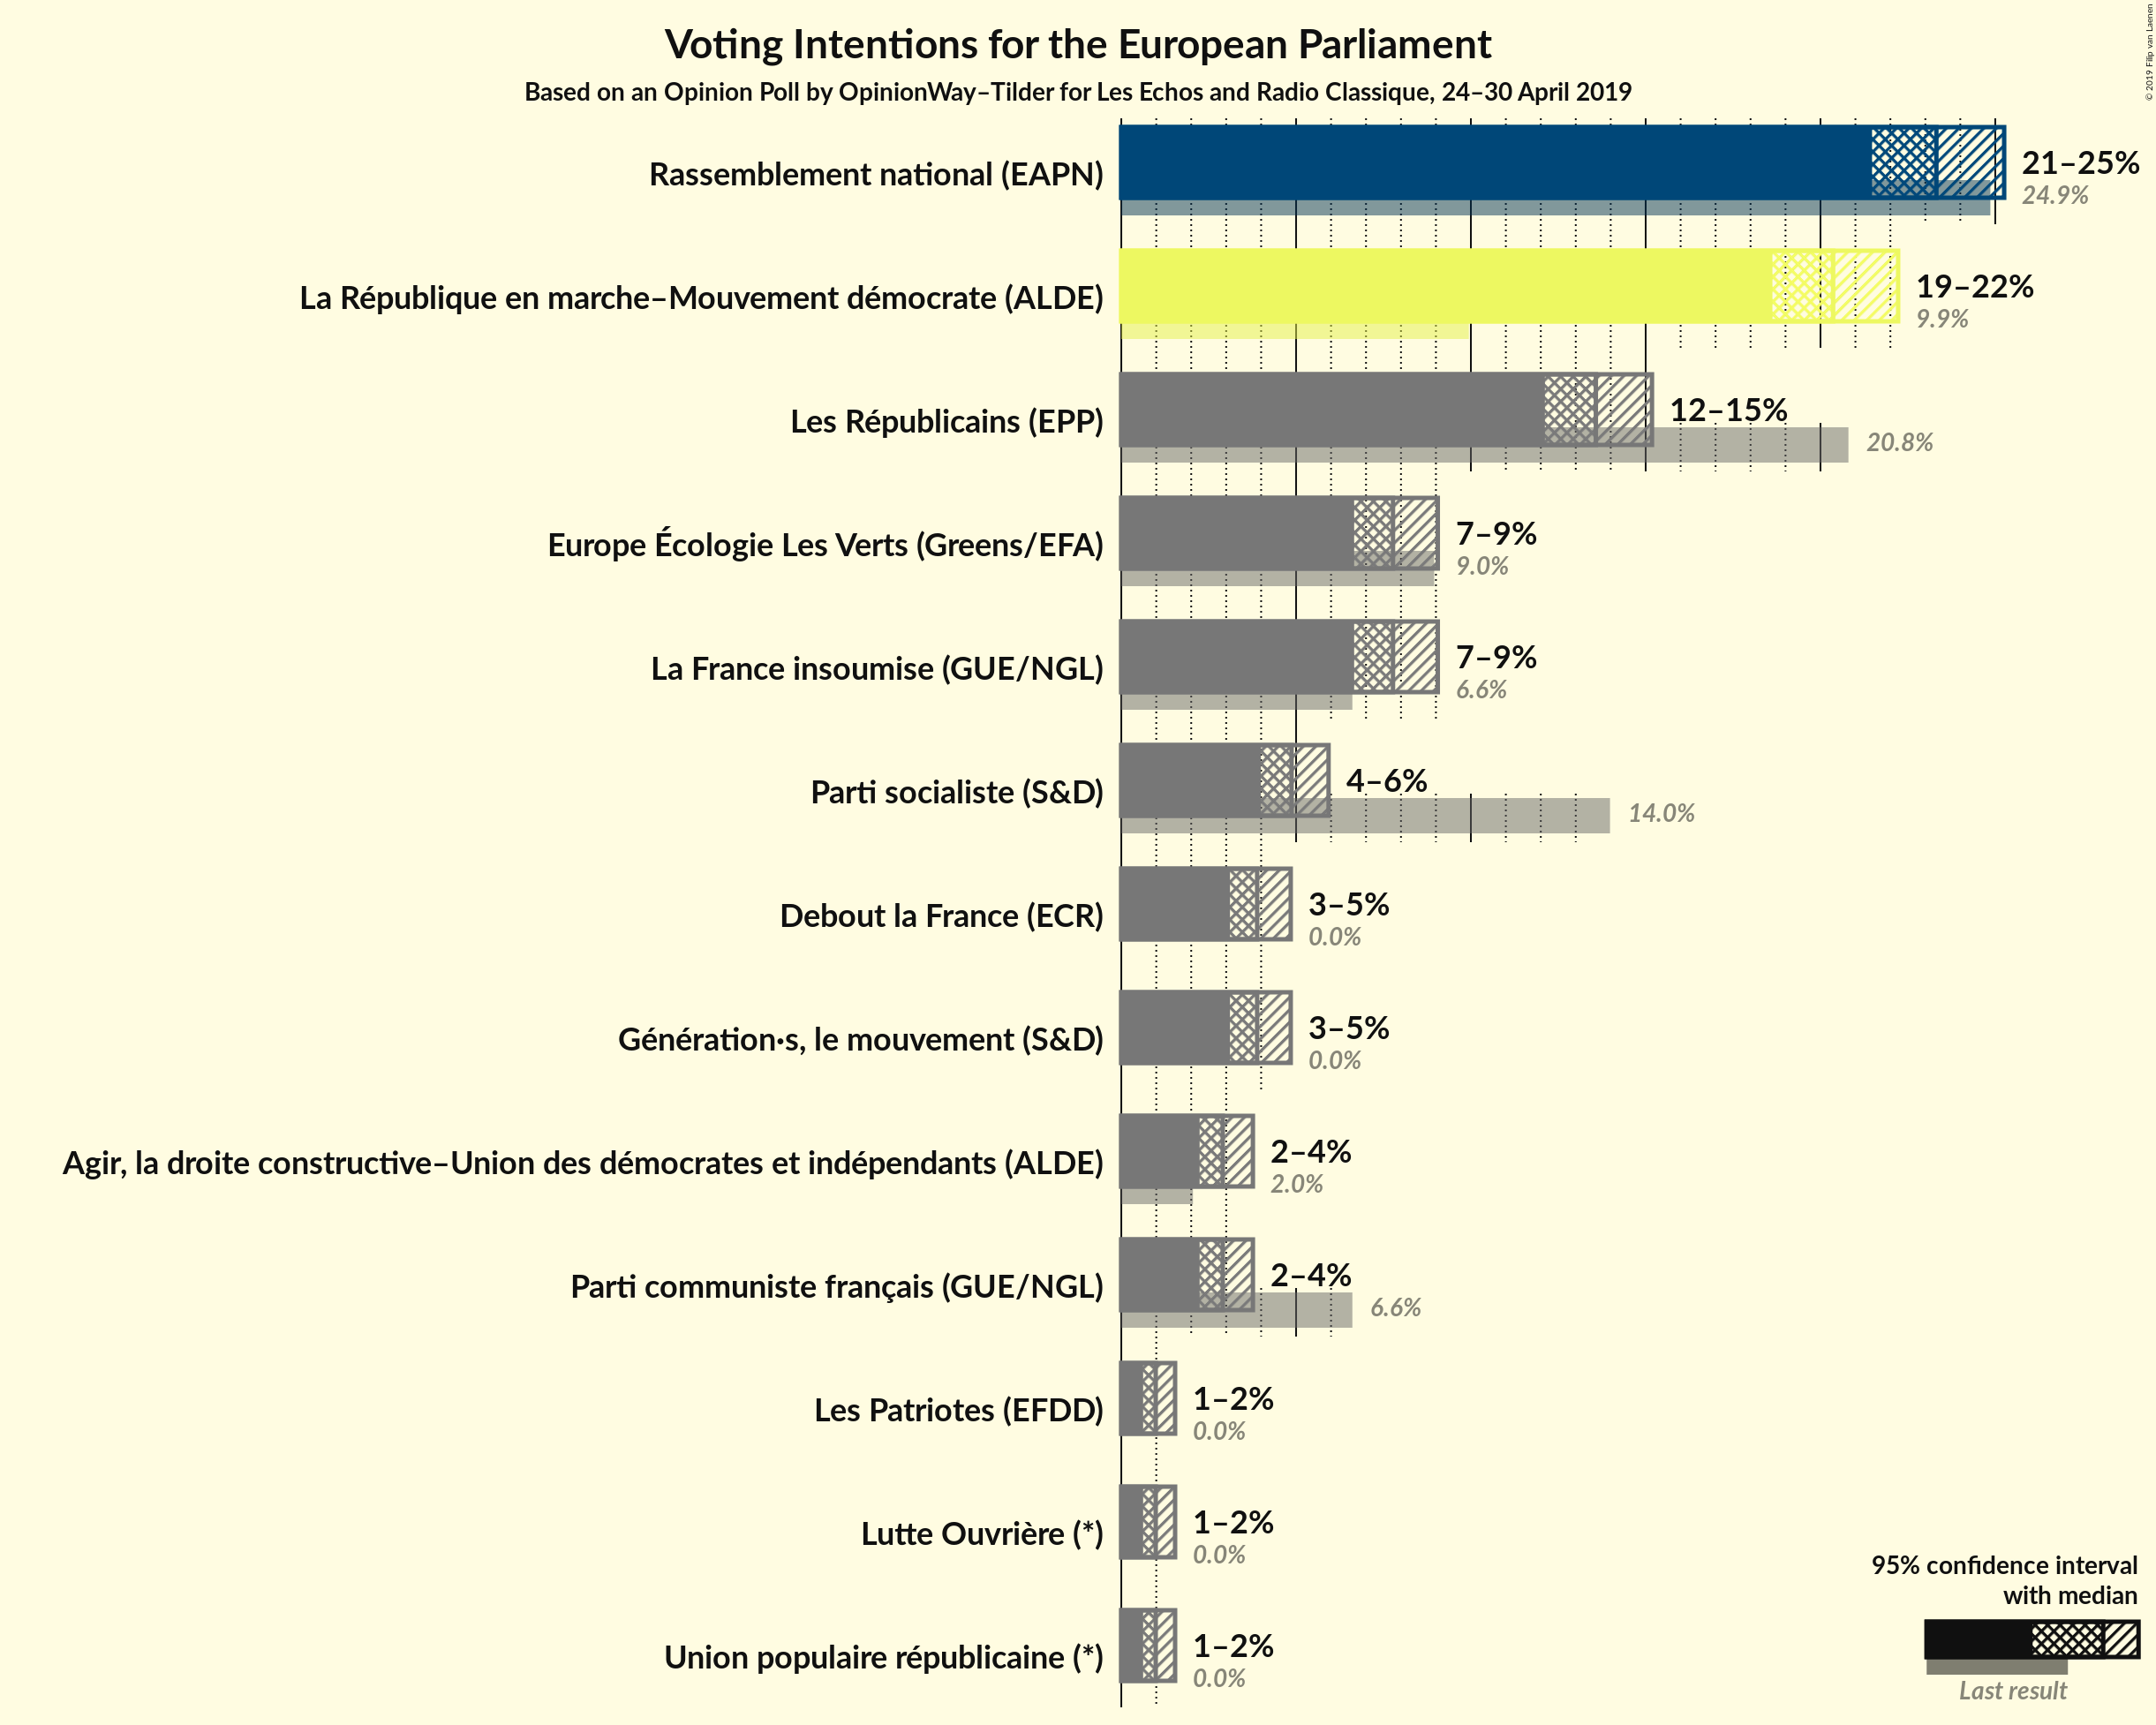 © 2019 Filip van Laenen
Voting Intentions for the European Parliament
Based on an Opinion Poll by OpinionWay–Tilder for Les Echos and Radio Classique, 24–30 April 2019
Rassemblement national (EAPN)
21–25%
24.9%
La République en marche–Mouvement démocrate (ALDE)
19–22%
9.9%
Les Républicains (EPP)
12–15%
20.8%
Europe Écologie Les Verts (Greens/EFA)
7–9%
9.0%
La France insoumise (GUE/NGL)
7–9%
6.6%
Parti socialiste (S&D)
4–6%
14.0%
Debout la France (ECR)
3–5%
0.0%
Génération·s, le mouvement (S&D)
3–5%
0.0%
Agir, la droite constructive–Union des démocrates et indépendants (ALDE)
2–4%
2.0%
Parti communiste français (GUE/NGL)
2–4%
6.6%
Les Patriotes (EFDD)
1–2%
0.0%
Lutte Ouvrière (*)
1–2%
0.0%
Union populaire républicaine (*)
1–2%
0.0%
95% confidence interval
with median
Last result